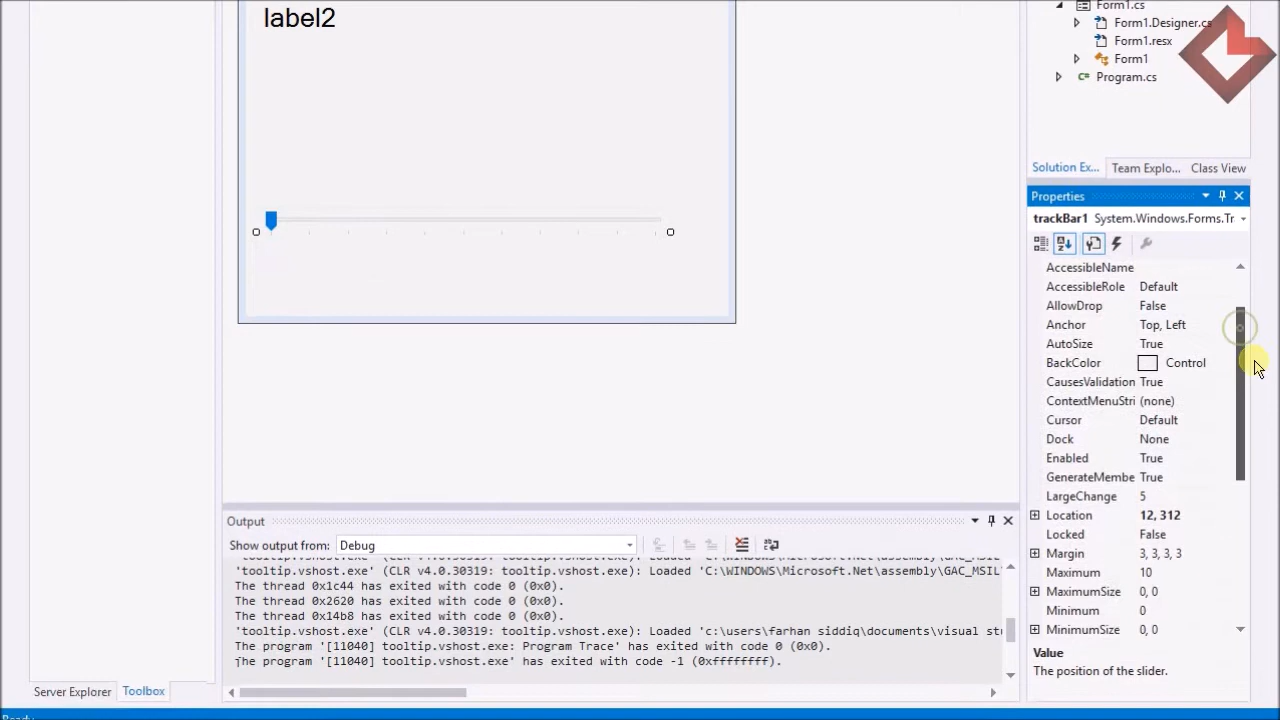 label2
Form1.cs
Form1.Designer.cs
Form1.resx
Form1
Program.cs
Solution Ex... Team Explo... Class View
Properties
trackBar1 System.Windows.Forms.Tr
AccessibleName
AccessibleRole Default
AllowDrop False
Anchor Top, Left
AutoSize True
BackColor Control
CausesValidation True
ContextMenuStri (none)
Cursor Default
Dock None
Enabled True
GenerateMembe True
LargeChange 5
Location 12, 312
Locked False
Margin 3, 3, 3, 3
Maximum 10
MaximumSize 0, 0
Minimum 0
MinimumSize 0, 0
Value
The position of the slider.
Output
Show output from: Debug
'tooltip.vshost.exe' (CLR v4.0.30319: tooltip.vshost.exe): Loaded 'C:\WINDOWS\Microsoft.Net\assembly\GAC_MSIL
The thread 0x1c44 has exited with code 0 (0x0).
The thread 0x2620 has exited with code 0 (0x0).
The thread 0x14b8 has exited with code 0 (0x0).
'tooltip.vshost.exe' (CLR v4.0.30319: tooltip.vshost.exe): Loaded 'c:\users\farhan siddiq\documents\visual st
The program '[11040] tooltip.vshost.exe: Program Trace' has exited with code 0 (0x0).
The program '[11040] tooltip.vshost.exe' has exited with code -1 (0xffffffff).
Server Explorer Toolbox